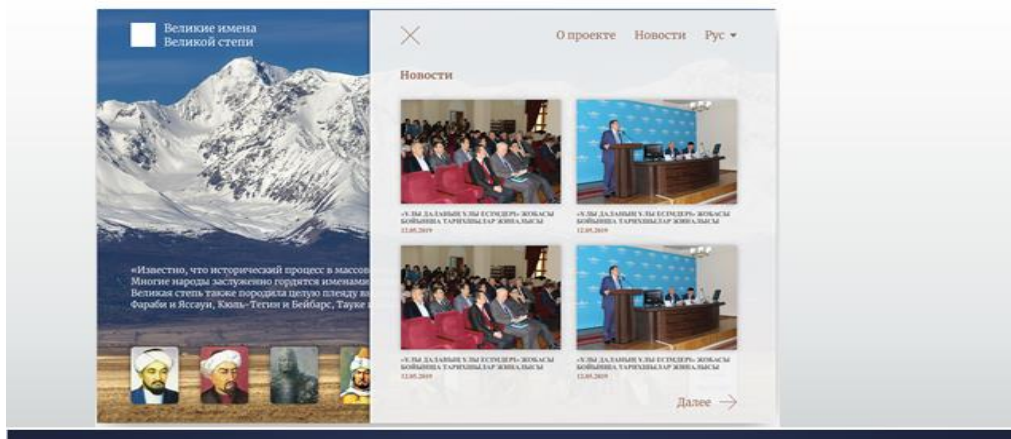 Великие имена
Великой степи
О проекте Новости Рус
Новости
«ҰЛЫ ДАЛАНЫҢ ҰЛЫ ЕСІМДЕРІ» ЖОБАСЫ
БОЙЫНША ТАРИХШЫЛАР ЖИНАЛЫСЫ
12.05.2019
«ҰЛЫ ДАЛАНЫҢ ҰЛЫ ЕСІМДЕРІ» ЖОБАСЫ
БОЙЫНША ТАРИХШЫЛАР ЖИНАЛЫСЫ
12.05.2019
«Известно, что исторический процесс в массов
Многие народы заслуженно гордятся именами
Великая степь также породила целую плеяду в
Фараби и Яссауи, Кюль-Тегин и Бейбарс, Тауке
«ҰЛЫ ДАЛАНЫҢ ҰЛЫ ЕСІМДЕРІ» ЖОБАСЫ
БОЙЫНША ТАРИХШЫЛАР ЖИНАЛЫСЫ
12.05.2019
«ҰЛЫ ДАЛАНЫҢ ҰЛЫ ЕСІМДЕРІ» ЖОБАСЫ
БОЙЫНША ТАРИХШЫЛАР ЖИНАЛЫСЫ
12.05.2019
Далее